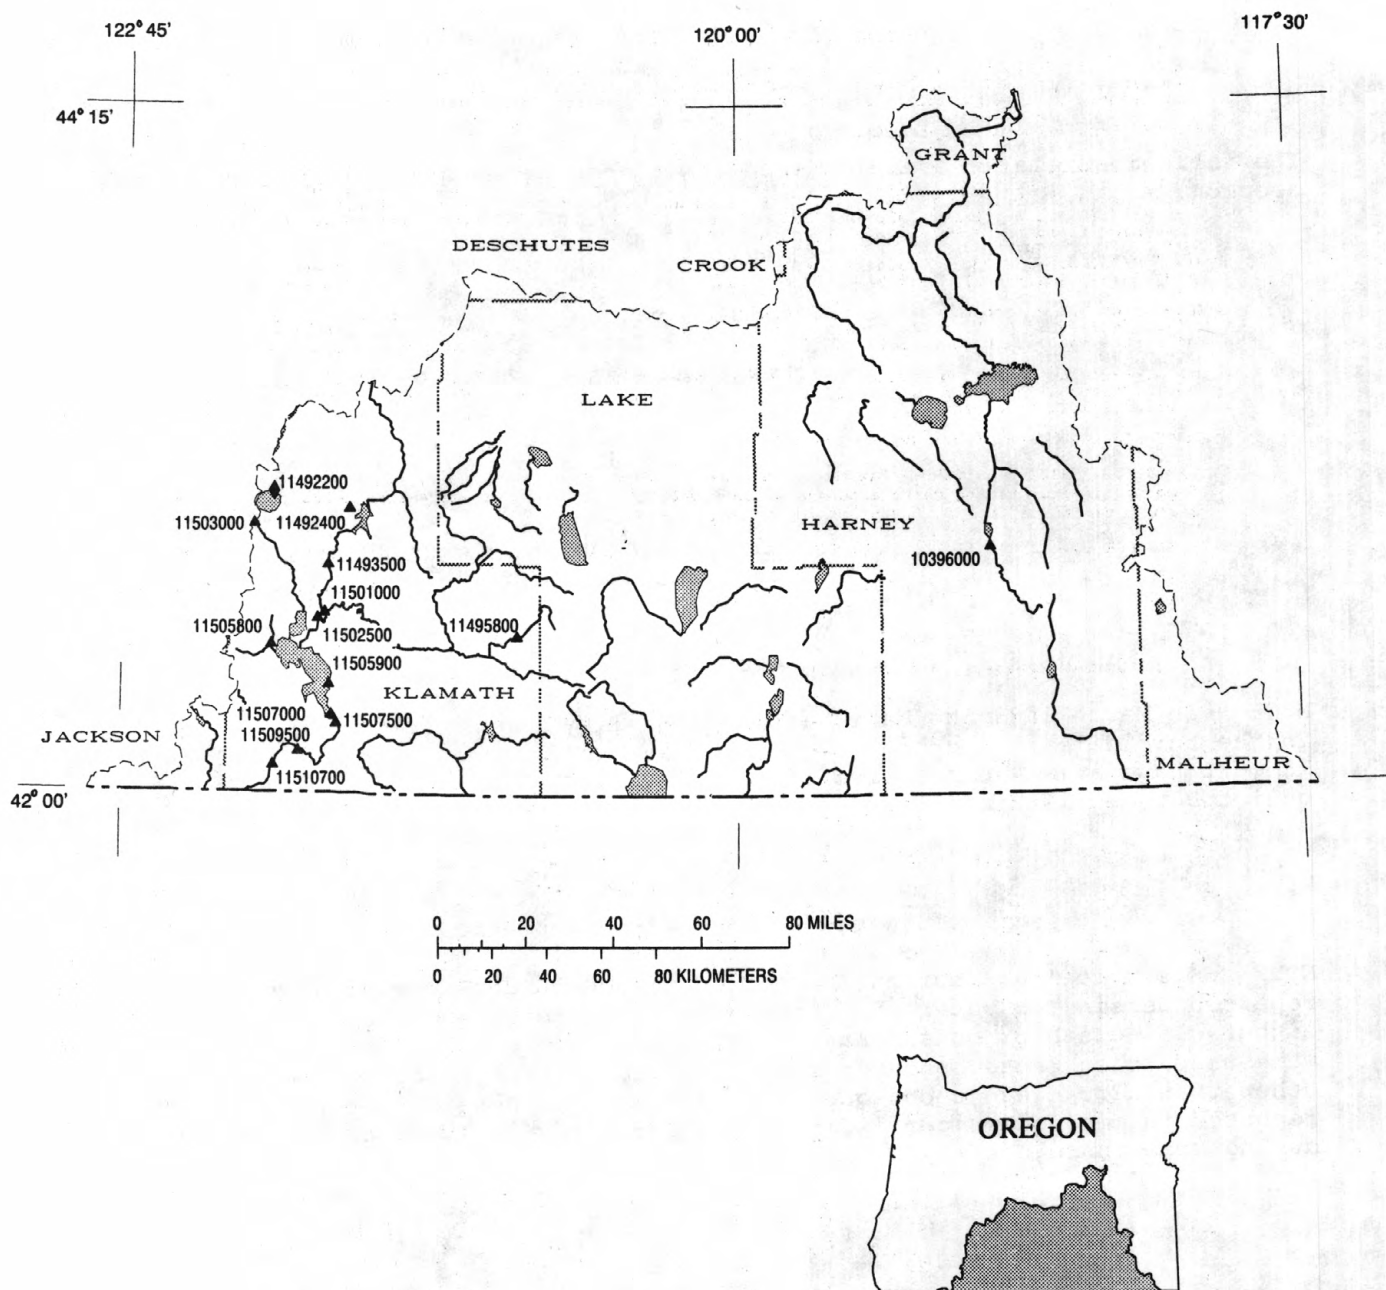 122° 45'
120° 00'
117° 30'
44° 15'
GRANT
DESCHUTES
CROOK
LAKE
11492200
11503000
11492400
HARNEY
10396000
11493500
11501000
11505800
11502500
11495800
11505900
KLAMATH
11507000
11507500
11509500
JACKSON
11510700
MALHEUR
42° 00'
0 20 40 60 80 MILES
0 20 40 60 80 KILOMETERS
OREGON